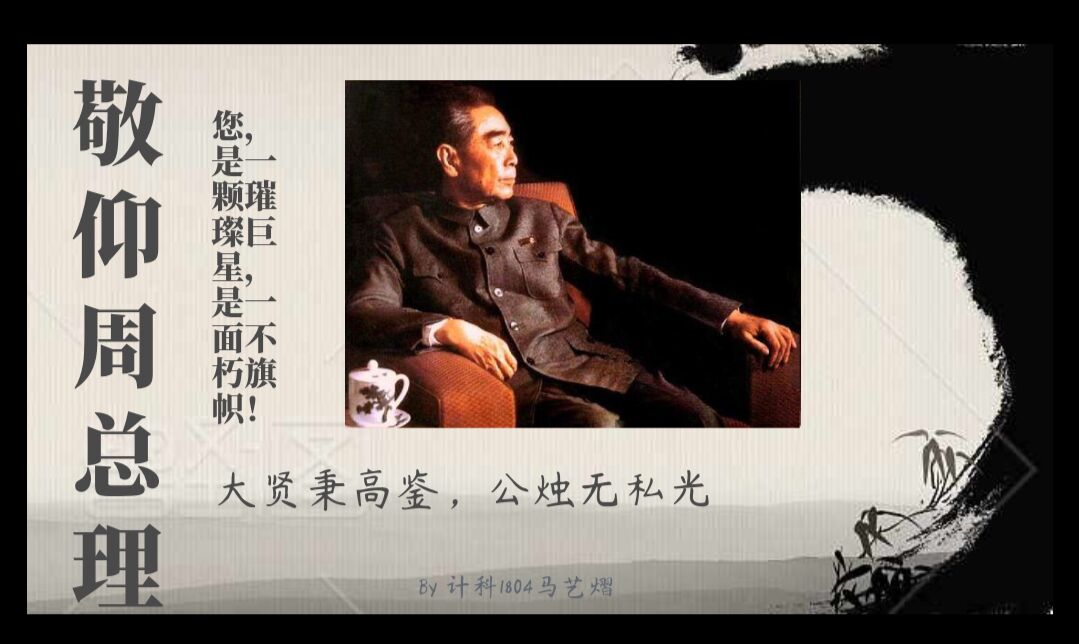 敬仰周总理
您，
是一
颗璀
璨巨
星，
是一
面不
朽旗
帜！
大贤秉高鉴，公烛无私光
By 计科1804马艺熠